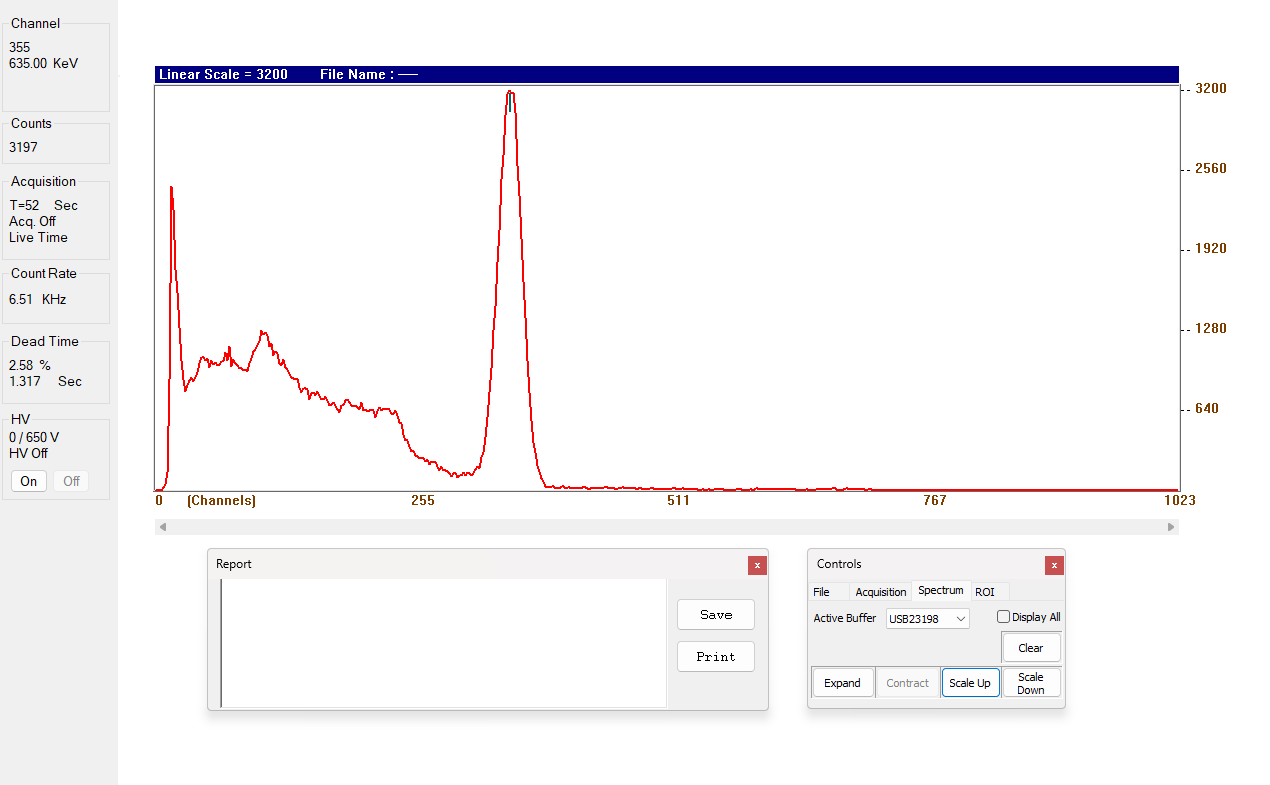 Channel
355
635.00 KeV
Counts
3197
Acquisition
T=52 Sec
Acq. Off
Live Time
Count Rate
6.51 KHz
Dead Time
2.58 %
1.317 Sec
HV
0 / 650 V
HV Off
On Off
Linear Scale = 3200 File Name : ----
3200
2560
1920
1280
640
0 (Channels) 255 511 767 1023
Report x
Save
Print
Controls x
File Acquisition Spectrum ROI
Active Buffer USB23198 Display All
Clear
Expand Contract Scale Up Scale Down